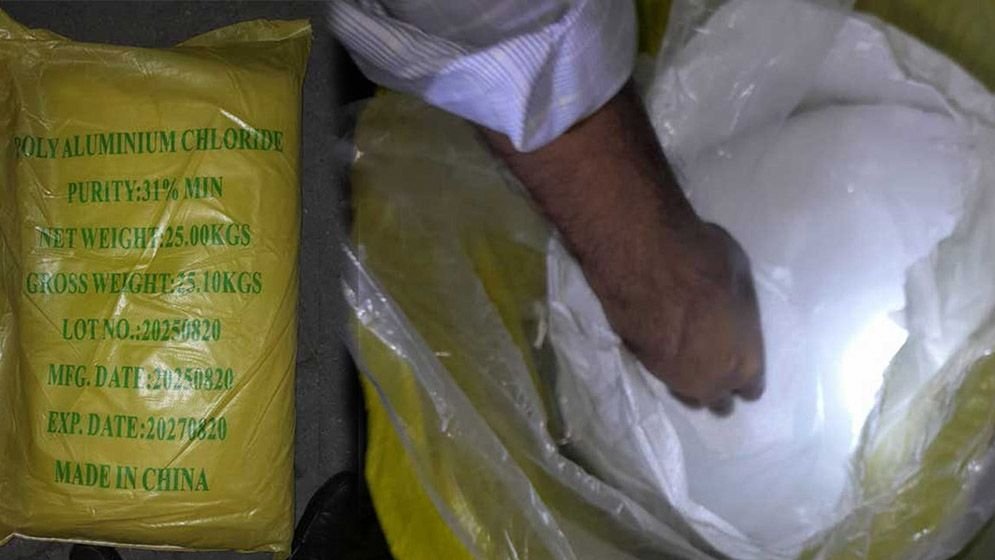 POLY ALUMINIUM CHLORIDE
PURITY:31% MIN
NET WEIGHT:25.00KGS
GROSS WEIGHT:25.10KGS
LOT NO.:20250820
MFG. DATE:20250820
EXP. DATE:20270820
MADE IN CHINA